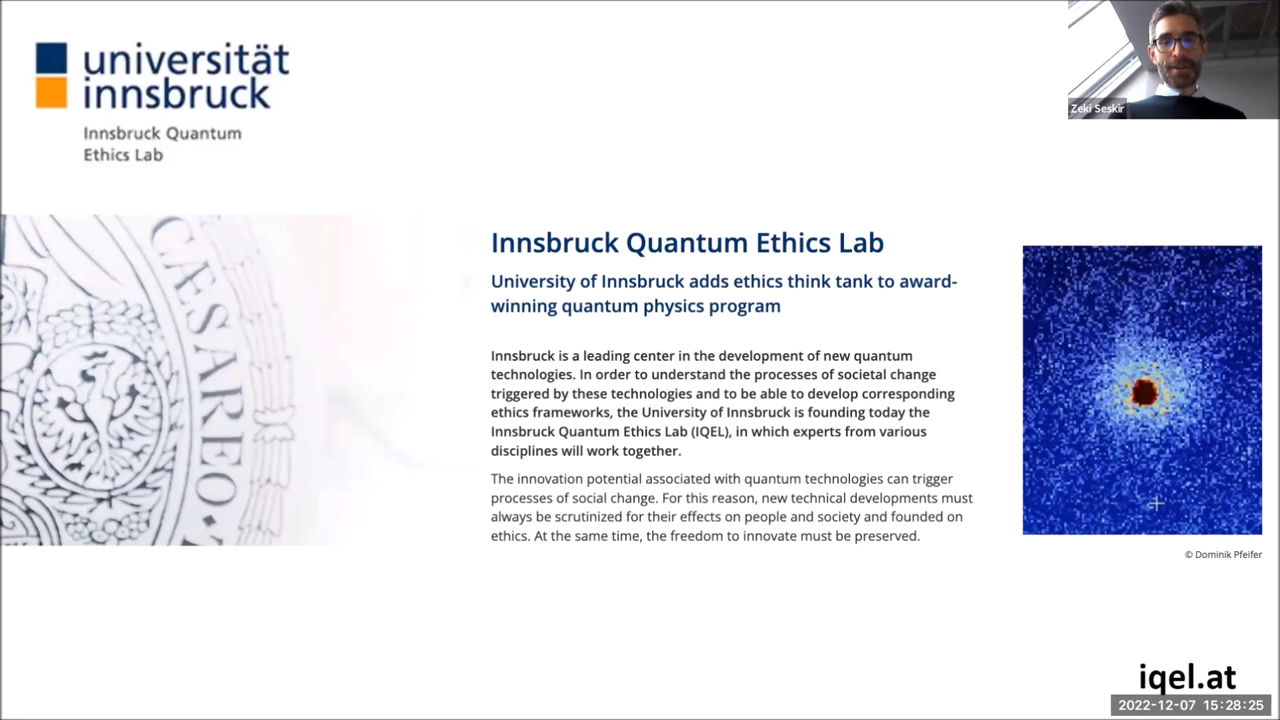 universität
innsbruck
Innsbruck Quantum
Ethics Lab
Zeki Seskir
CÆSAREO
Innsbruck Quantum Ethics Lab
University of Innsbruck adds ethics think tank to award-
winning quantum physics program
Innsbruck is a leading center in the development of new quantum
technologies. In order to understand the processes of societal change
triggered by these technologies and to be able to develop corresponding
ethics frameworks, the University of Innsbruck is founding today the
Innsbruck Quantum Ethics Lab (IQEL), in which experts from various
disciplines will work together.
The innovation potential associated with quantum technologies can trigger
processes of social change. For this reason, new technical developments must
always be scrutinized for their effects on people and society and founded on
ethics. At the same time, the freedom to innovate must be preserved.
© Dominik Pfeifer
iqel.at
2022-12-07 15:28:25